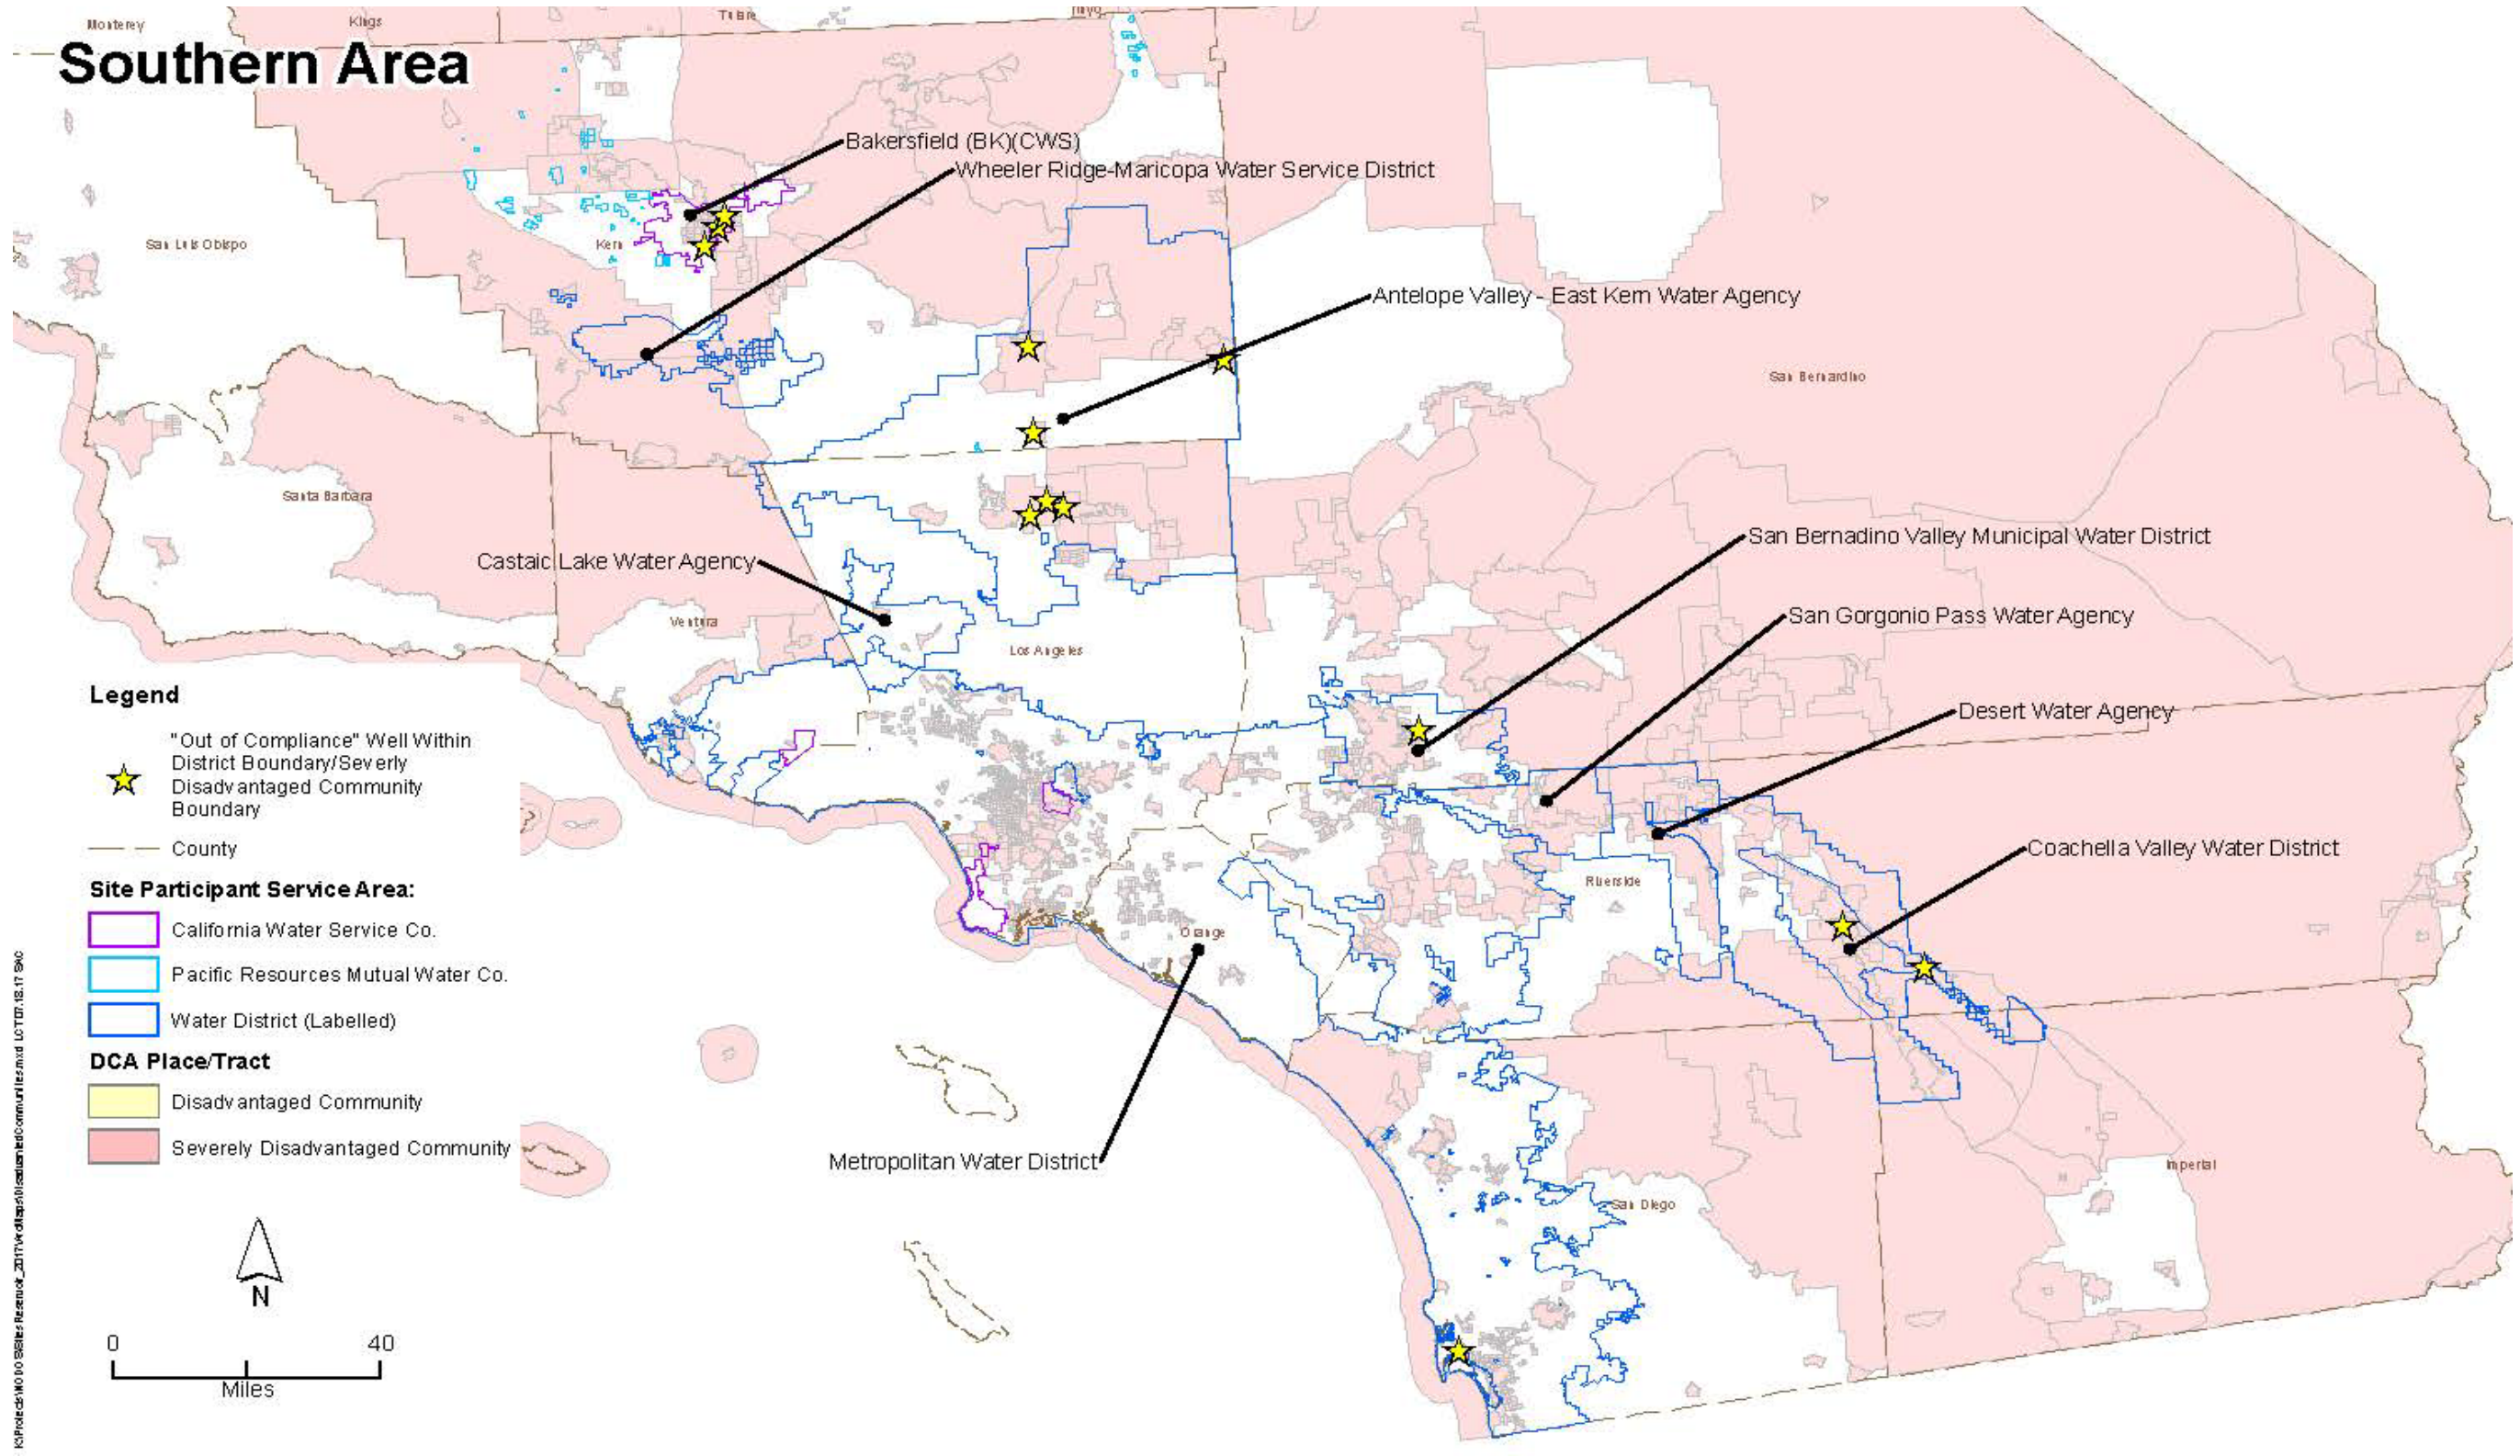 Monterey
Kings
Tulare
Inyo
Southern Area
Bakersfield (BK)(CWS)
Wheeler Ridge-Maricopa Water Service District
San Luis Obispo
Kern
Antelope Valley - East Kern Water Agency
San Bernardino
Santa Barbara
San Bernadino Valley Municipal Water District
Castaic Lake Water Agency
San Gorgonio Pass Water Agency
Ventura
Los Angeles
Desert Water Agency
Coachella Valley Water District
Riverside
Orange
Metropolitan Water District
Imperial
San Diego
Legend
"Out of Compliance" Well Within
District Boundary/Severly
Disadvantaged Community
Boundary
County
Site Participant Service Area:
California Water Service Co.
Pacific Resources Mutual Water Co.
Water District (Labelled)
DCA Place/Tract
Disadvantaged Community
Severely Disadvantaged Community
N
0 40
Miles